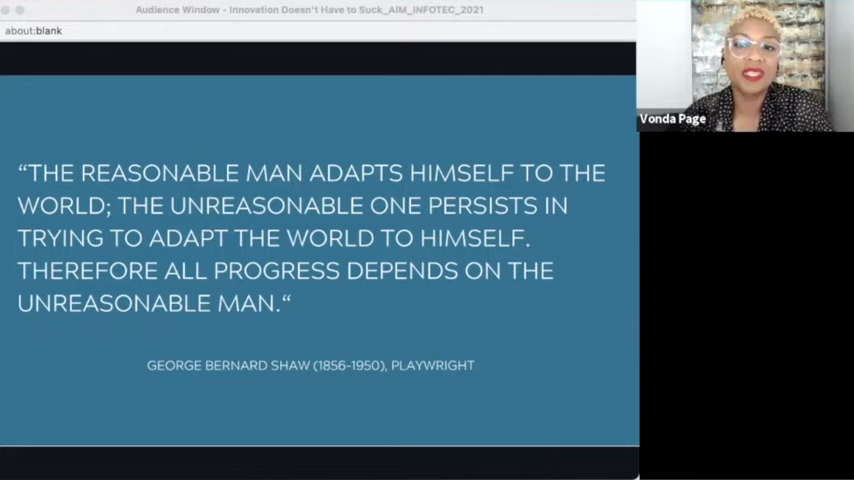 Audience Window - Innovation Doesn't Have to Suck_AIM_INFOTEC_2021
about:blank
Vonda Page
“THE REASONABLE MAN ADAPTS HIMSELF TO THE
WORLD; THE UNREASONABLE ONE PERSISTS IN
TRYING TO ADAPT THE WORLD TO HIMSELF.
THEREFORE ALL PROGRESS DEPENDS ON THE
UNREASONABLE MAN.“
GEORGE BERNARD SHAW (1856-1950), PLAYWRIGHT